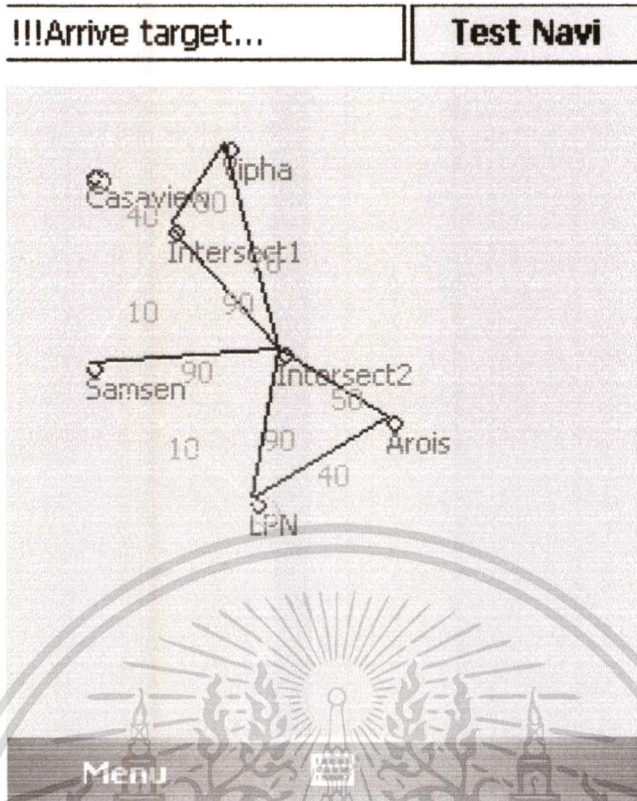 !!!Arrive target...
Test Navi
Vipha
Casaview
40
Intersect1
10
90
Samsen
90
Intersect2
50
10
90
Arois
40
LPN
Menu